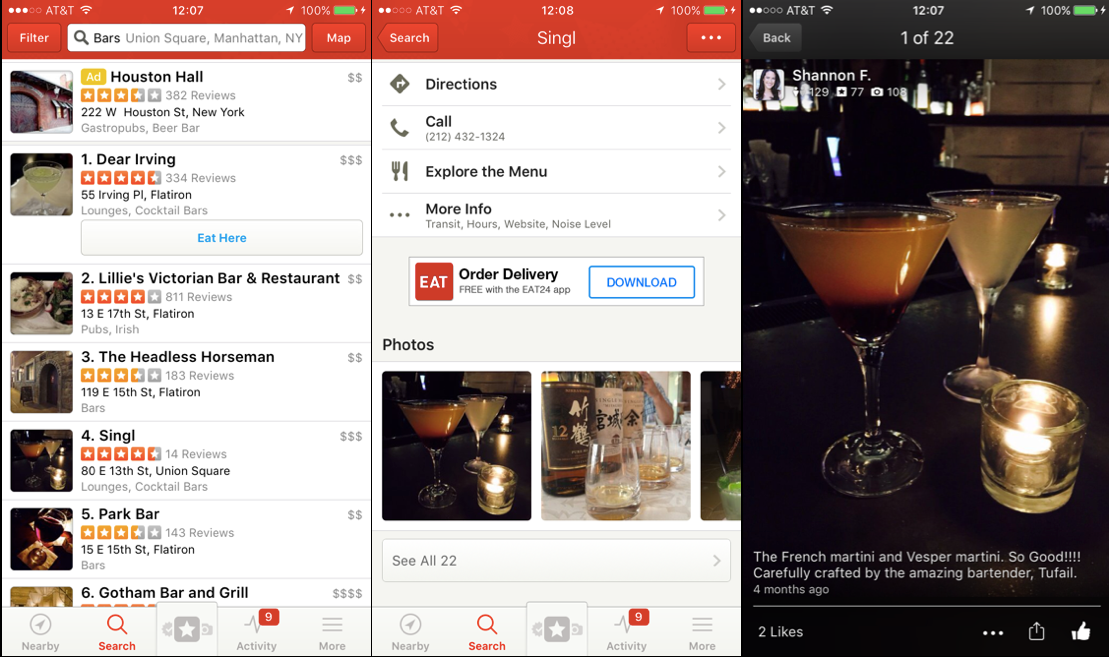 AT&T 12:07 100%
Filter
Bars Union Square, Manhattan, NY
Map
Ad Houston Hall $$
382 Reviews
222 W Houston St, New York
Gastropubs, Beer Bar
1. Dear Irving $$$
334 Reviews
55 Irving Pl, Flatiron
Lounges, Cocktail Bars
Eat Here
2. Lillie's Victorian Bar & Restaurant $$
811 Reviews
13 E 17th St, Flatiron
Pubs, Irish
3. The Headless Horseman $$
183 Reviews
119 E 15th St, Flatiron
Bars
4. Singl $$$
14 Reviews
80 E 13th St, Union Square
Lounges, Cocktail Bars
5. Park Bar $$
143 Reviews
15 E 15th St, Flatiron
Bars
6. Gotham Bar and Grill $$$$
9
Nearby Search Activity More
AT&T 12:08 100%
Search Singl
Directions
Call
(212) 432-1324
Explore the Menu
More Info
Transit, Hours, Website, Noise Level
EAT
Order Delivery
FREE with the EAT24 app
DOWNLOAD
Photos
竹鶴
12
宮城
余
See All 22
9
Nearby Search Activity More
AT&T 12:07 100%
Back 1 of 22
Shannon F.
129 77 108
The French martini and Vesper martini. So Good!!!!
Carefully crafted by the amazing bartender, Tufail.
4 months ago
2 Likes